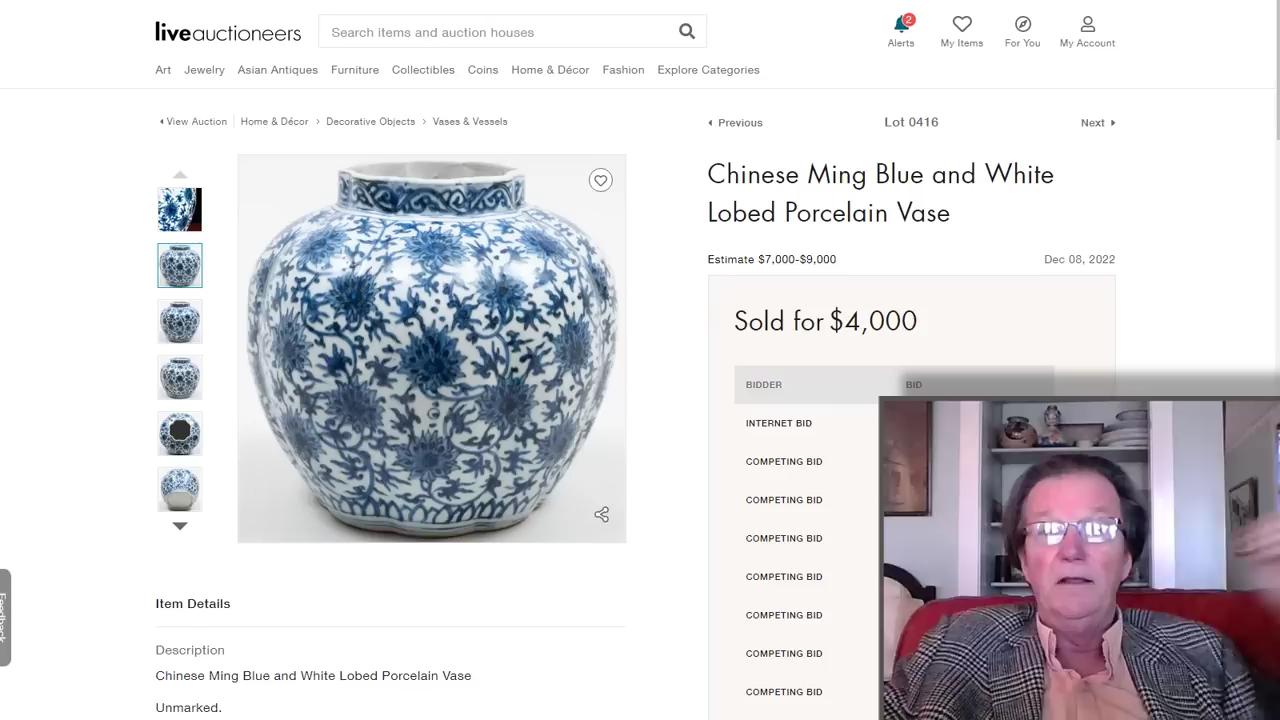 liveauctioneers
Search items and auction houses
2
Alerts
My Items
For You
My Account
Art
Jewelry
Asian Antiques
Furniture
Collectibles
Coins
Home & Décor
Fashion
Explore Categories
View Auction
Home & Décor
Decorative Objects
Vases & Vessels
Previous
Lot 0416
Next
Chinese Ming Blue and White
Lobed Porcelain Vase
Estimate $7,000-$9,000
Dec 08, 2022
Sold for $4,000
BIDDER
BID
INTERNET BID
COMPETING BID
COMPETING BID
COMPETING BID
COMPETING BID
COMPETING BID
COMPETING BID
COMPETING BID
Feedback
Item Details
Description
Chinese Ming Blue and White Lobed Porcelain Vase
Unmarked.